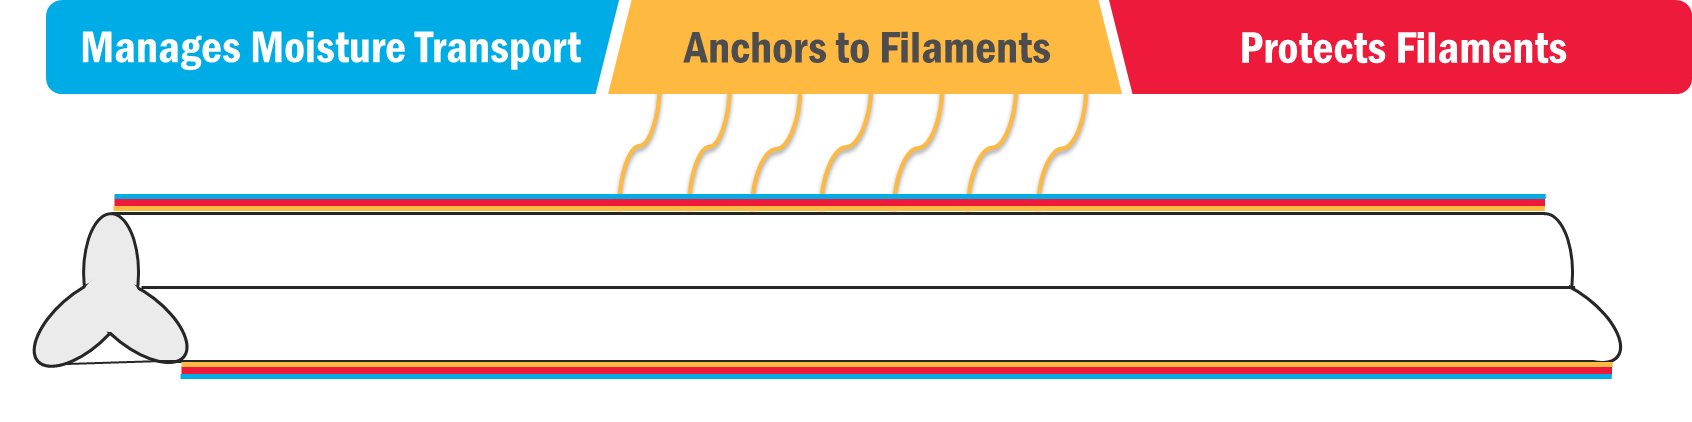 Manages Moisture Transport
Anchors to Filaments
Protects Filaments